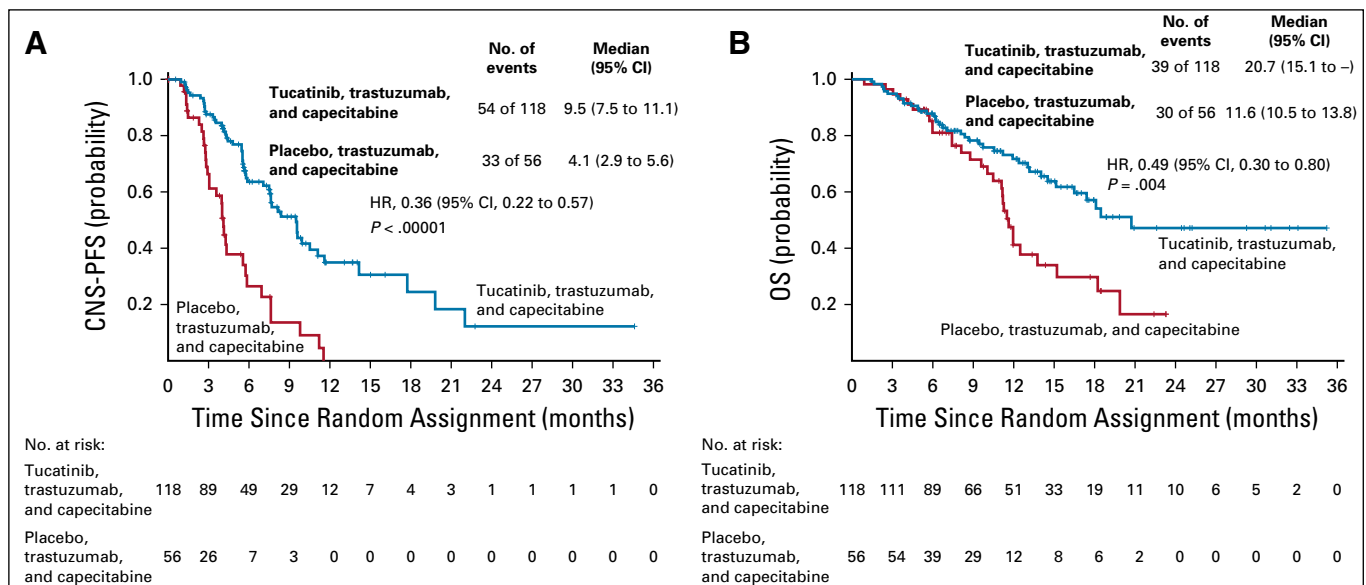 A
No. of events
Median (95% CI)
Tucatinib, trastuzumab, and capecitabine
54 of 118
9.5 (7.5 to 11.1)
Placebo, trastuzumab, and capecitabine
33 of 56
4.1 (2.9 to 5.6)
HR, 0.36 (95% CI, 0.22 to 0.57)
P < .00001
CNS-PFS (probability)
1.0
0.8
0.6
0.4
0.2
Placebo, trastuzumab, and capecitabine
Tucatinib, trastuzumab, and capecitabine
0 3 6 9 12 15 18 21 24 27 30 33 36
Time Since Random Assignment (months)
No. at risk:
Tucatinib, trastuzumab, and capecitabine
118 89 49 29 12 7 4 3 1 1 1 1 0
Placebo, trastuzumab, and capecitabine
56 26 7 3 0 0 0 0 0 0 0 0 0
B
No. of events
Median (95% CI)
Tucatinib, trastuzumab, and capecitabine
39 of 118
20.7 (15.1 to –)
Placebo, trastuzumab, and capecitabine
30 of 56
11.6 (10.5 to 13.8)
HR, 0.49 (95% CI, 0.30 to 0.80)
P = .004
OS (probability)
1.0
0.8
0.6
0.4
0.2
Tucatinib, trastuzumab, and capecitabine
Placebo, trastuzumab, and capecitabine
0 3 6 9 12 15 18 21 24 27 30 33 36
Time Since Random Assignment (months)
No. at risk:
Tucatinib, trastuzumab, and capecitabine
118 111 89 66 51 33 19 11 10 6 5 2 0
Placebo, trastuzumab, and capecitabine
56 54 39 29 12 8 6 2 0 0 0 0 0